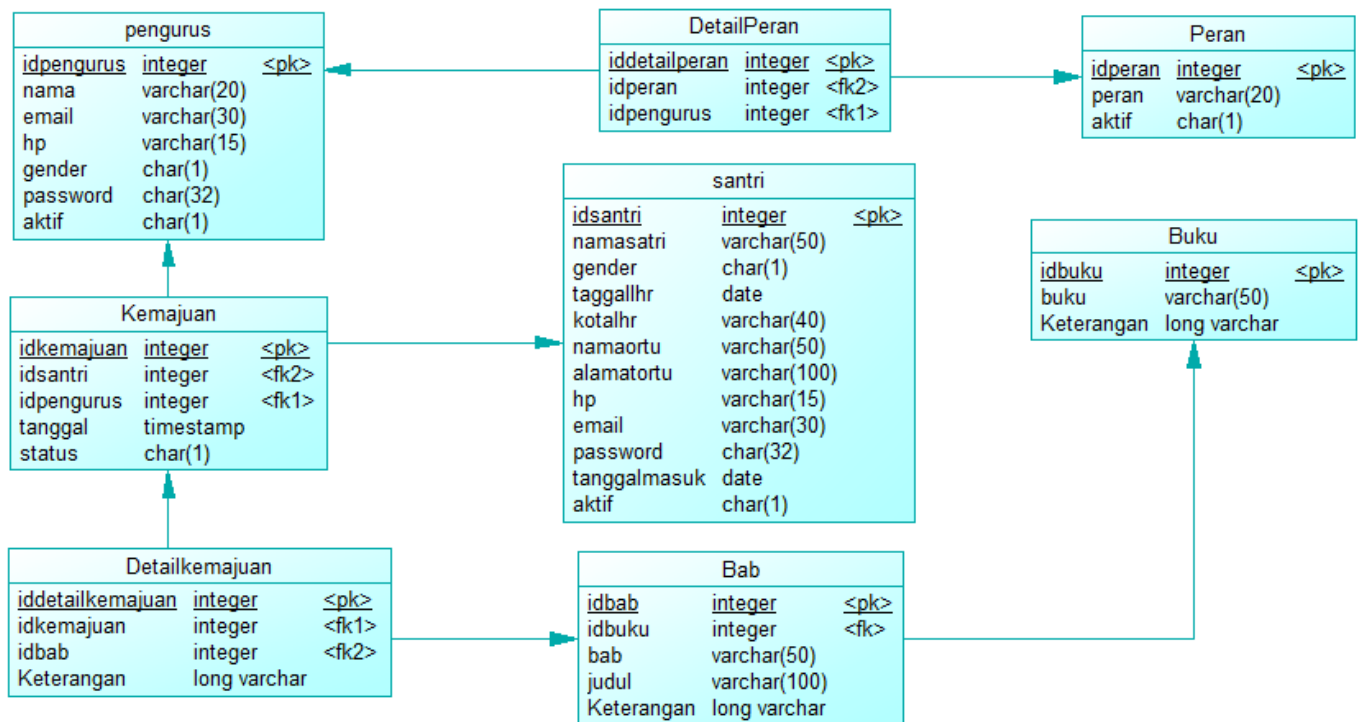 pengurus
idpengurus integer <pk>
nama varchar(20)
email varchar(30)
hp varchar(15)
gender char(1)
password char(32)
aktif char(1)
DetailPeran
iddetailperan integer <pk>
idperan integer <fk2>
idpengurus integer <fk1>
Peran
idperan integer <pk>
peran varchar(20)
aktif char(1)
santri
idsantri integer <pk>
namasatri varchar(50)
gender char(1)
taggallhr date
kotalhr varchar(40)
namaortu varchar(50)
alamatortu varchar(100)
hp varchar(15)
email varchar(30)
password char(32)
tanggalmasuk date
aktif char(1)
Buku
idbuku integer <pk>
buku varchar(50)
Keterangan long varchar
Kemajuan
idkemajuan integer <pk>
idsantri integer <fk2>
idpengurus integer <fk1>
tanggal timestamp
status char(1)
Detailkemajuan
iddetailkemajuan integer <pk>
idkemajuan integer <fk1>
idbab integer <fk2>
Keterangan long varchar
Bab
idbab integer <pk>
idbuku integer <fk>
bab varchar(50)
judul varchar(100)
Keterangan long varchar